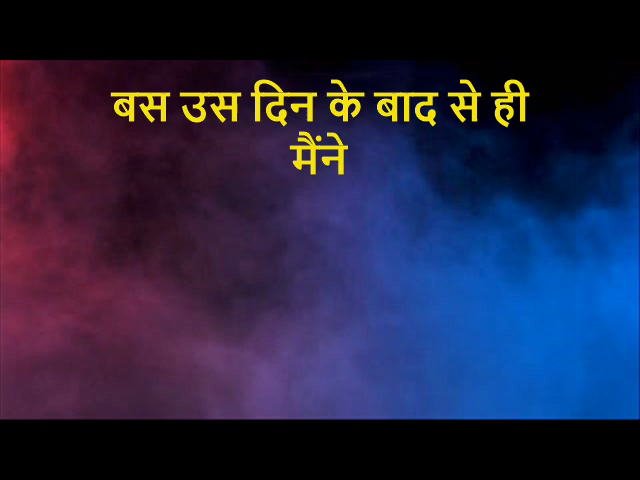 बस उस दिन के बाद से ही
मैंने